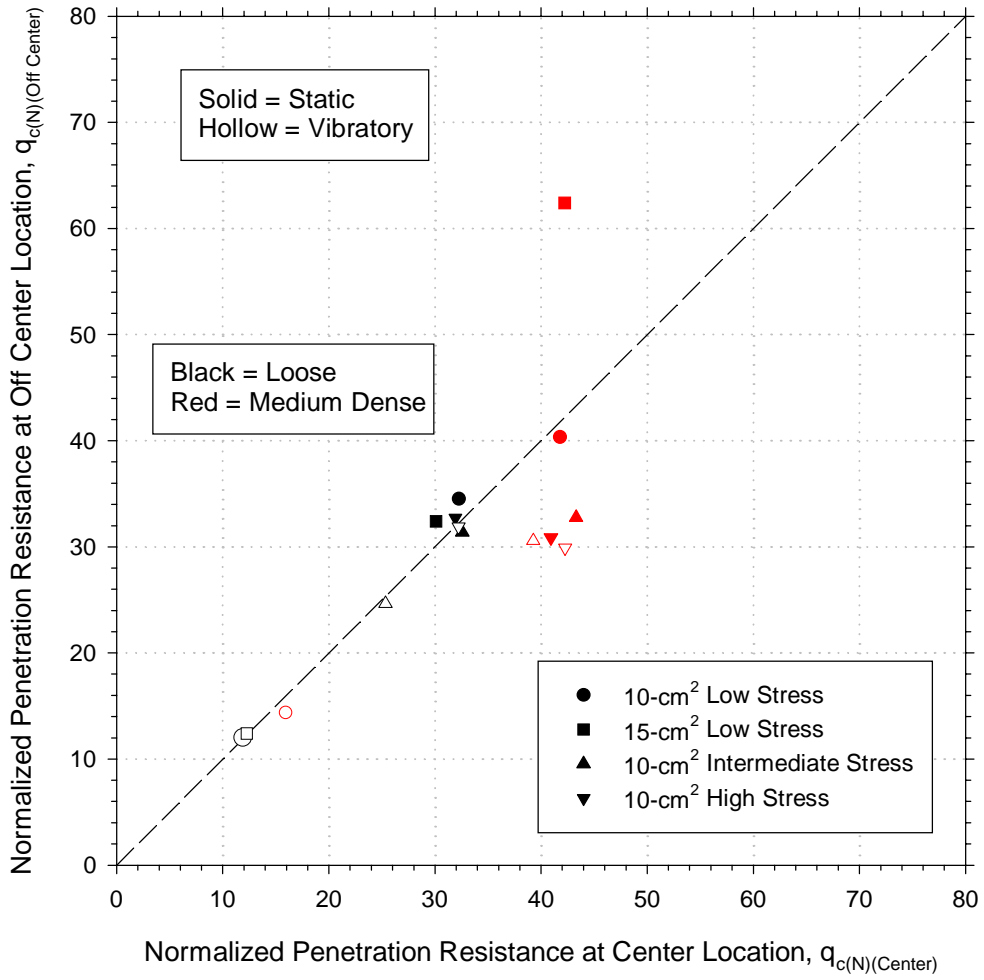 Normalized Penetration Resistance at Off Center Location, q_c(N)(Off Center)
80
70
60
50
40
30
20
10
0
Solid = Static
Hollow = Vibratory
Black = Loose
Red = Medium Dense
10-cm² Low Stress
15-cm² Low Stress
10-cm² Intermediate Stress
10-cm² High Stress
0 10 20 30 40 50 60 70 80
Normalized Penetration Resistance at Center Location, q_c(N)(Center)